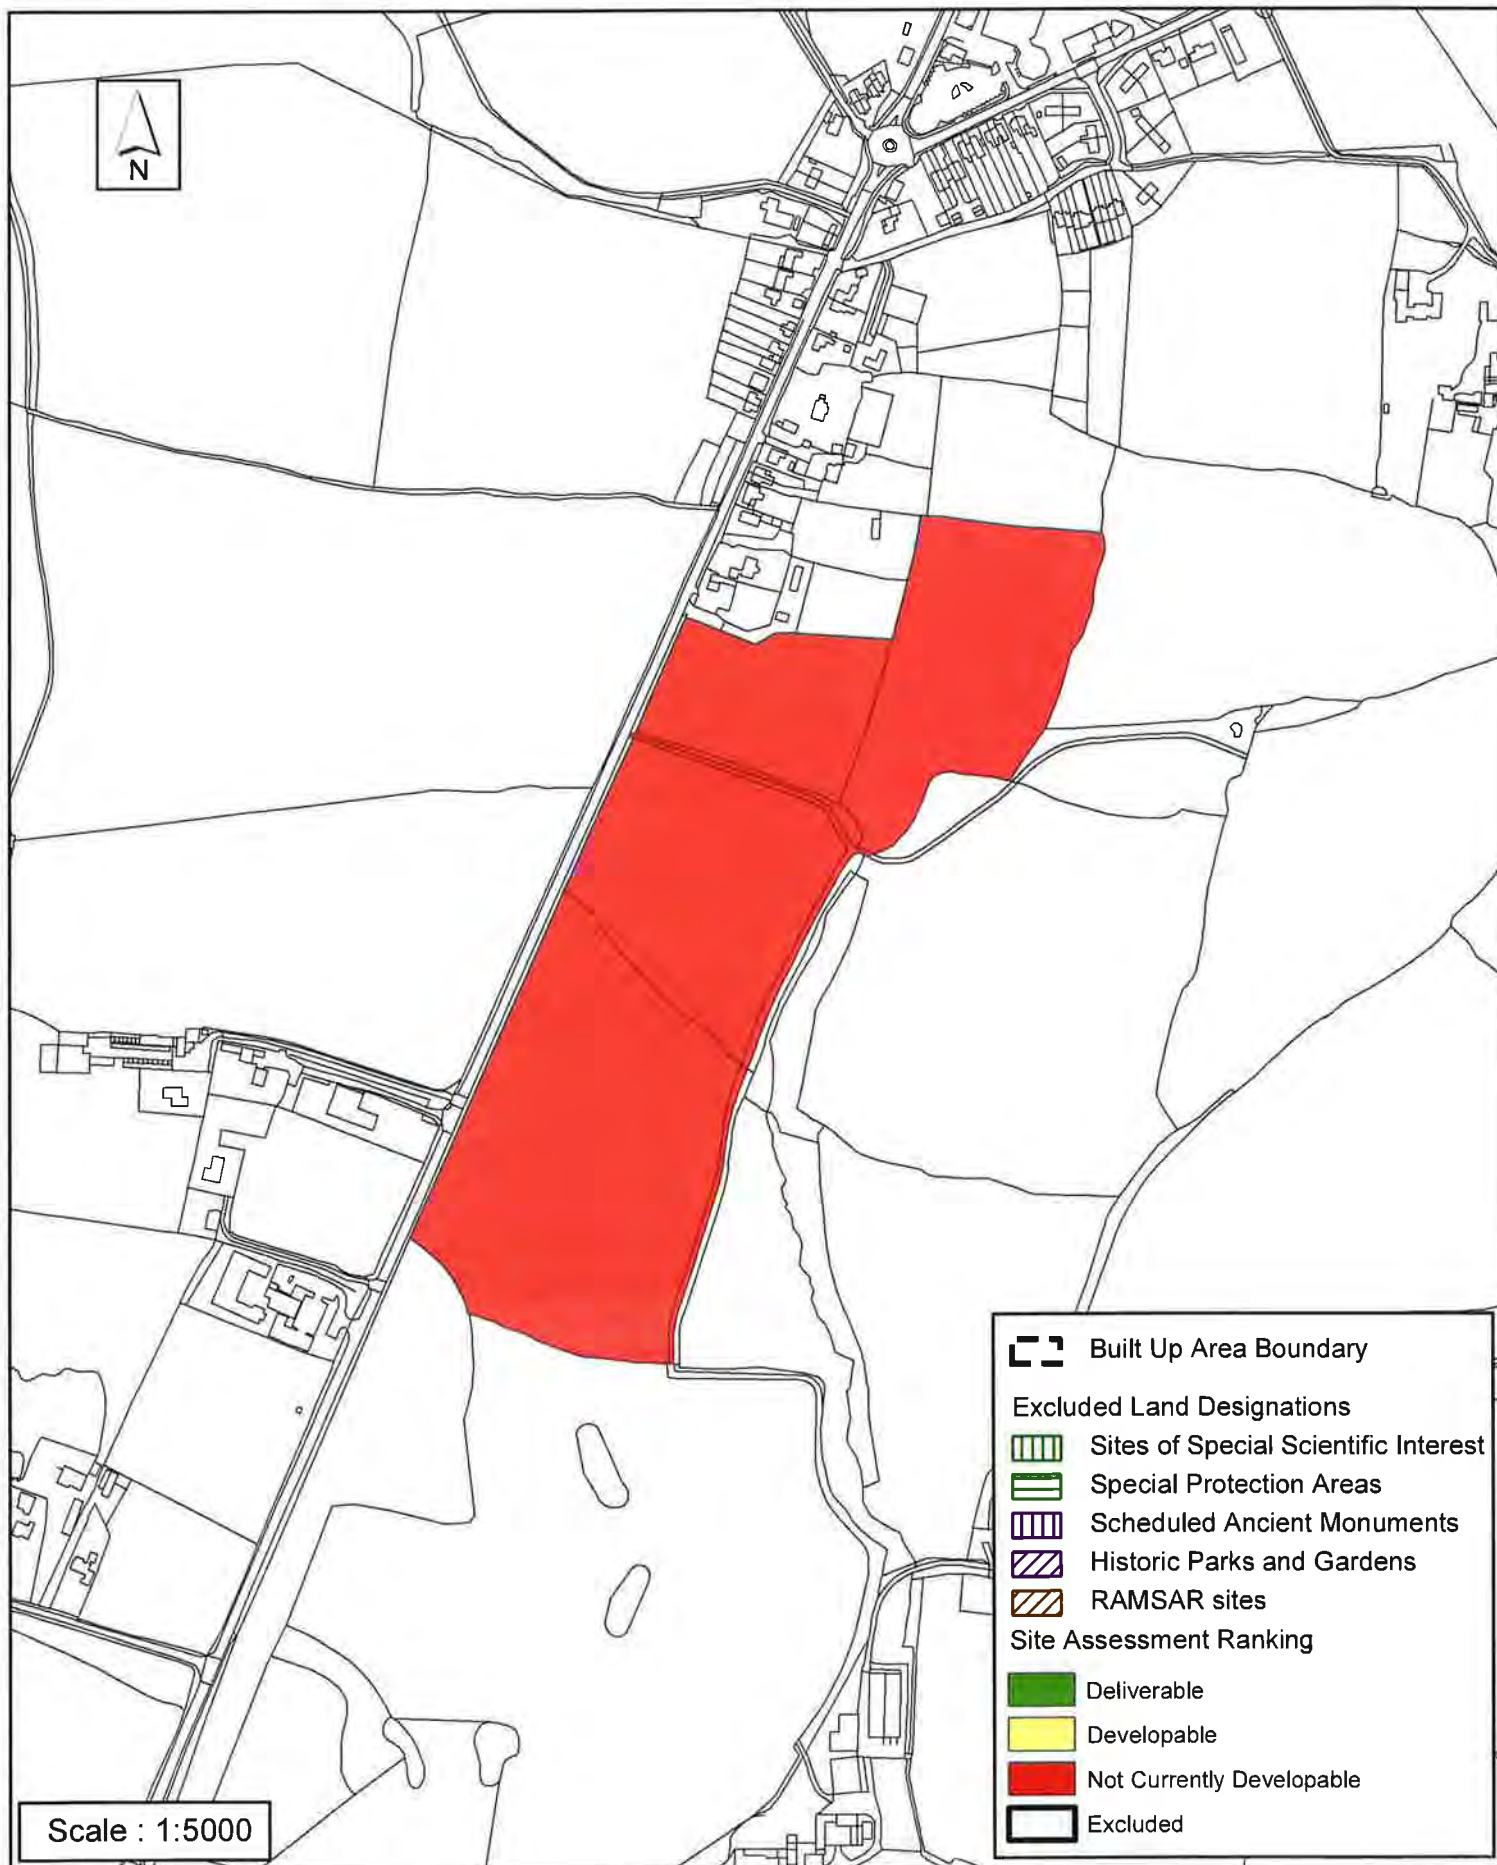 N
Built Up Area Boundary
Excluded Land Designations
Sites of Special Scientific Interest
Special Protection Areas
Scheduled Ancient Monuments
Historic Parks and Gardens
RAMSAR sites
Site Assessment Ranking
Deliverable
Developable
Not Currently Developable
Excluded
Scale : 1:5000